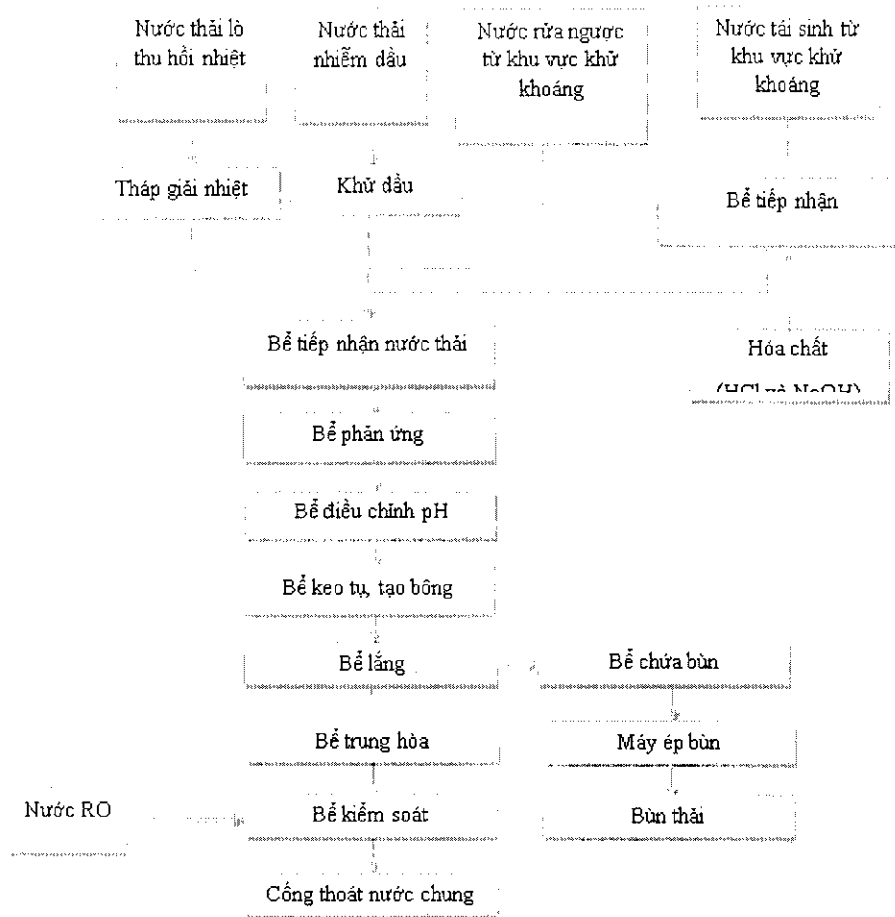 Nước thải lò
thu hồi nhiệt
Nước thải
nhiễm dầu
Nước rửa ngược
từ khu vực khử
khoáng
Nước tái sinh từ
khu vực khử
khoáng
Tháp giải nhiệt
Khử dầu
Bể tiếp nhận
Bể tiếp nhận nước thải
Hóa chất
(HCl và NaOH)
Bể phản ứng
Bể điều chỉnh pH
Bể keo tụ, tạo bông
Bể lắng
Bể chứa bùn
Bể trung hòa
Máy ép bùn
Nước RO
Bể kiểm soát
Bùn thải
Cống thoát nước chung